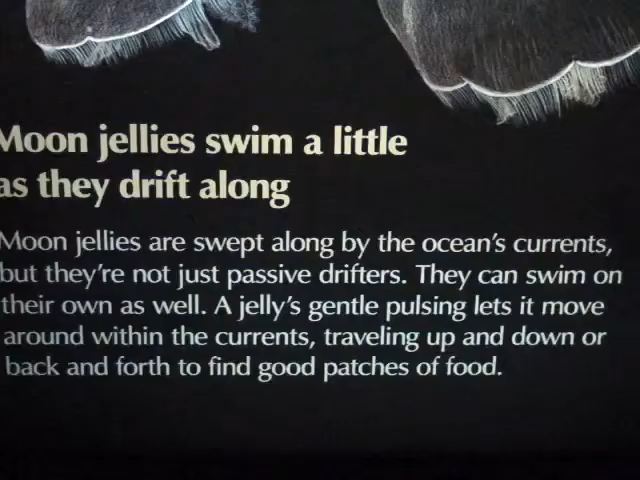 Moon jellies swim a little
as they drift along
Moon jellies are swept along by the ocean's currents,
but they're not just passive drifters. They can swim on
their own as well. A jelly's gentle pulsing lets it move
around within the currents, traveling up and down or
back and forth to find good patches of food.